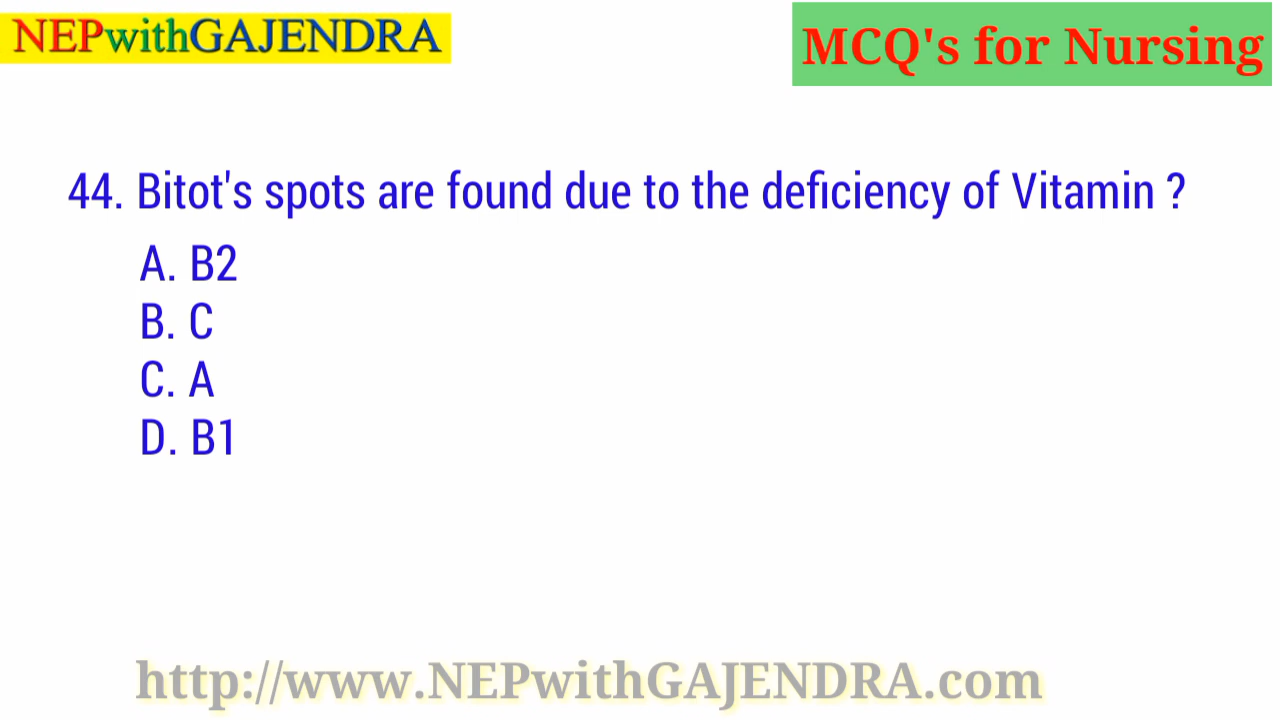 NEPwithGAJENDRA
MCQ's for Nursing
44. Bitot's spots are found due to the deficiency of Vitamin ?
A. B2
B. C
C. A
D. B1
http://www.NEPwithGAJENDRA.com